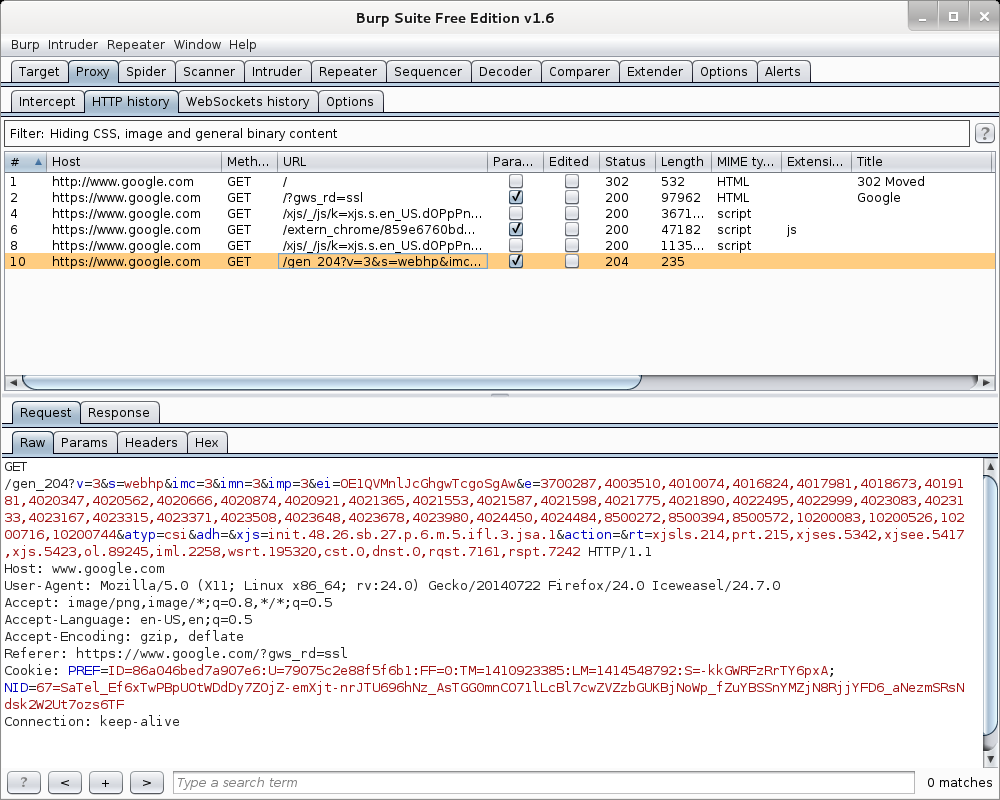 Burp Suite Free Edition v1.6
Burp Intruder Repeater Window Help
Target Proxy Spider Scanner Intruder Repeater Sequencer Decoder Comparer Extender Options Alerts
Intercept HTTP history WebSockets history Options
Filter: Hiding CSS, image and general binary content ?
# Host Meth... URL Para... Edited Status Length MIME ty... Extensi... Title
1 http://www.google.com GET / 302 532 HTML 302 Moved
2 https://www.google.com GET /?gws_rd=ssl 200 97962 HTML Google
4 https://www.google.com GET /xjs/_/js/k=xjs.s.en_US.dOPpPn... 200 3671... script
6 https://www.google.com GET /extern_chrome/859e6760bd... 200 47182 script js
8 https://www.google.com GET /xjs/_/js/k=xjs.s.en_US.dOPpPn... 200 1135... script
10 https://www.google.com GET /gen_204?v=3&s=webhp&imc... 204 235
Request Response
Raw Params Headers Hex
GET
/gen_204?v=3&s=webhp&imc=3&imn=3&imp=3&ei=OE1QVMnlJcGhgwTcgoSgAw&e=3700287,4003510,4010074,4016824,4017981,4018673,40191
81,4020347,4020562,4020666,4020874,4020921,4021365,4021553,4021587,4021598,4021775,4021890,4022495,4022999,4023083,40231
33,4023167,4023315,4023371,4023508,4023648,4023678,4023980,4024450,4024484,8500272,8500394,8500572,10200083,10200526,10200
200716,10200744&atyp=csi&adh=&xjs=init.48.26.sb.27.p.6.m.5.ifl.3.jsa.1&action=&rt=xjsls.214,prt.215,xjses.5342,xjsee.5417
,xjs.5423,ol.89245,iml.2258,wsrt.195320,cst.0,dnst.0,rqst.7161,rspt.7242 HTTP/1.1
Host: www.google.com
User-Agent: Mozilla/5.0 (X11; Linux x86_64; rv:24.0) Gecko/20140722 Firefox/24.0 Iceweasel/24.7.0
Accept: image/png,image/*;q=0.8,*/*;q=0.5
Accept-Language: en-US,en;q=0.5
Accept-Encoding: gzip, deflate
Referer: https://www.google.com/?gws_rd=ssl
Cookie: PREF=ID=86a046bed7a907e6:U=79075c2e88f5f6b1:FF=0:TM=1410923385:LM=1414548792:S=-kkGWRFzRrTY6pxA;
NID=67=SaTel_Ef6xTwPBpUOtWDdDy7ZOjZ-emXjt-nrJTU696hNz_AsTGGOmnCO71lLcBl7cwZVZzbGUKBjNoWp_fZuYBSSnYMZjN8RjjYFD6_aNezmSRsN
dsk2W2Ut7ozs6TF
Connection: keep-alive
? < + > Type a search term 0 matches